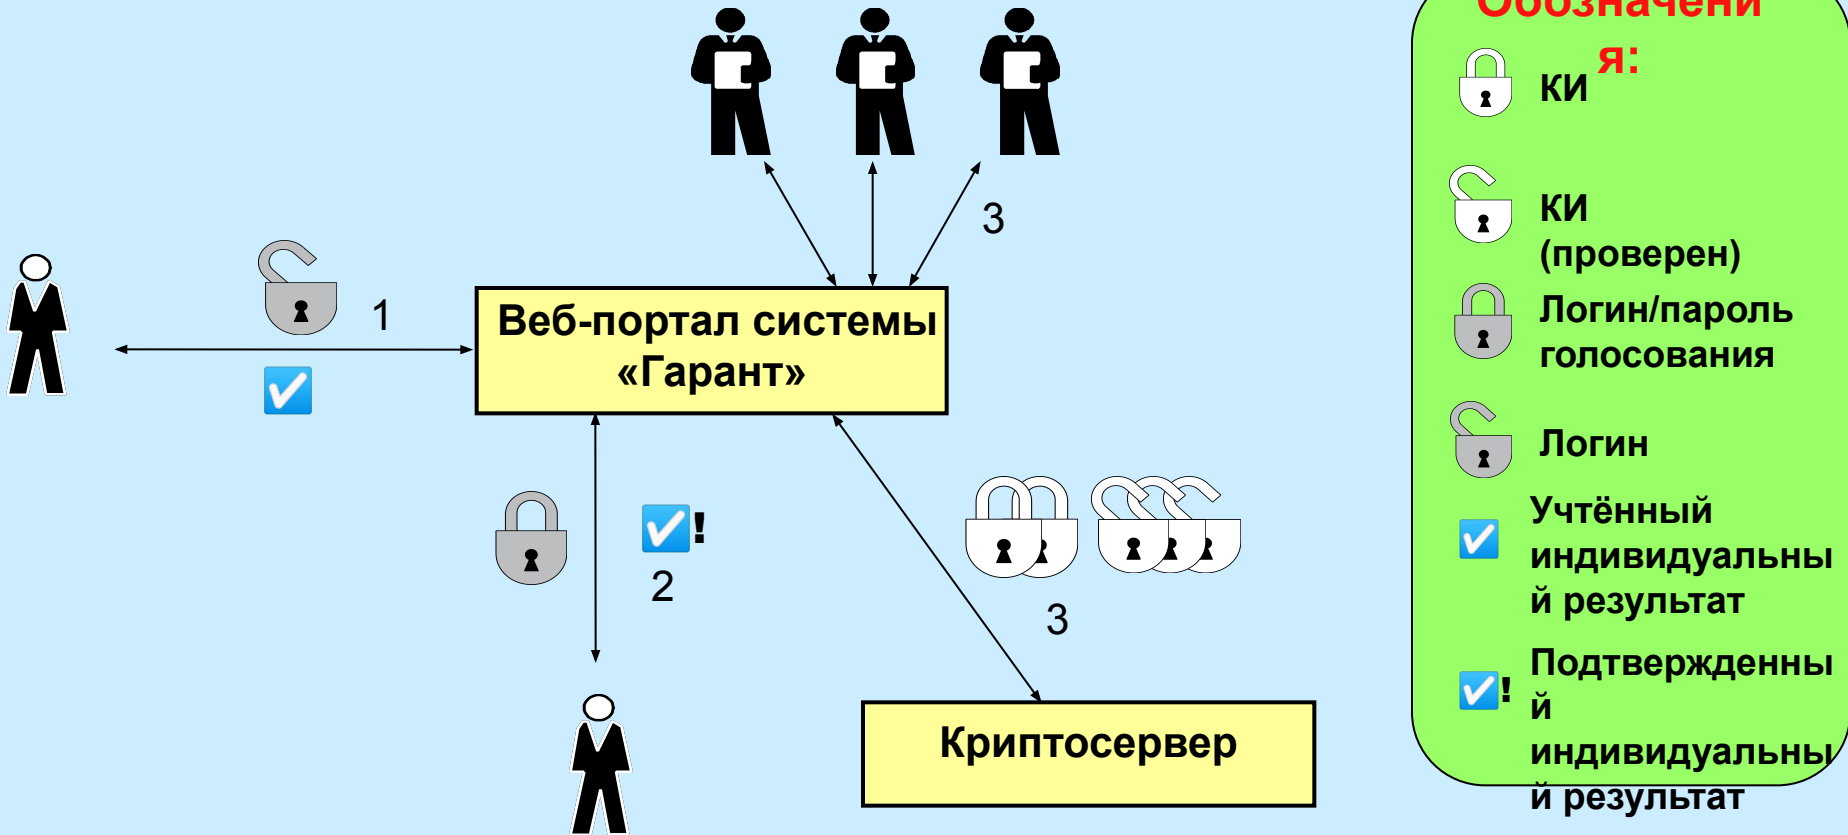 3
1
Веб-портал системы
«Гарант»
!
2
3
Криптосервер
Обозначени
я:
КИ
КИ
(проверен)
Логин/пароль
голосования
Логин
Учтённый
индивидуальны
й результат
!
Подтвержденны
й
индивидуальны
й результат